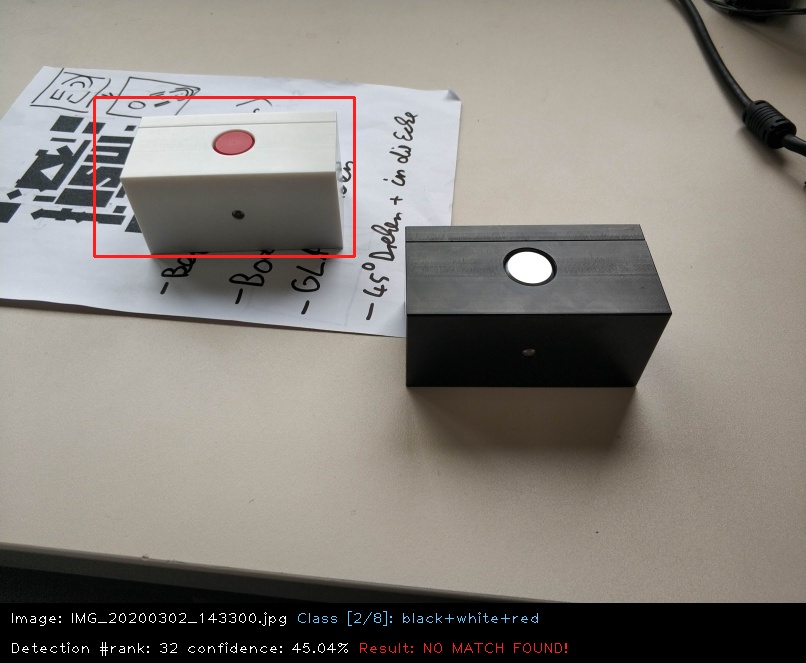 - 45° Drehen + in die Ecke
- Box
Image: IMG_20200302_143300.jpg Class [2/8]: black+white+red
Detection #rank: 32 confidence: 45.04% Result: NO MATCH FOUND!